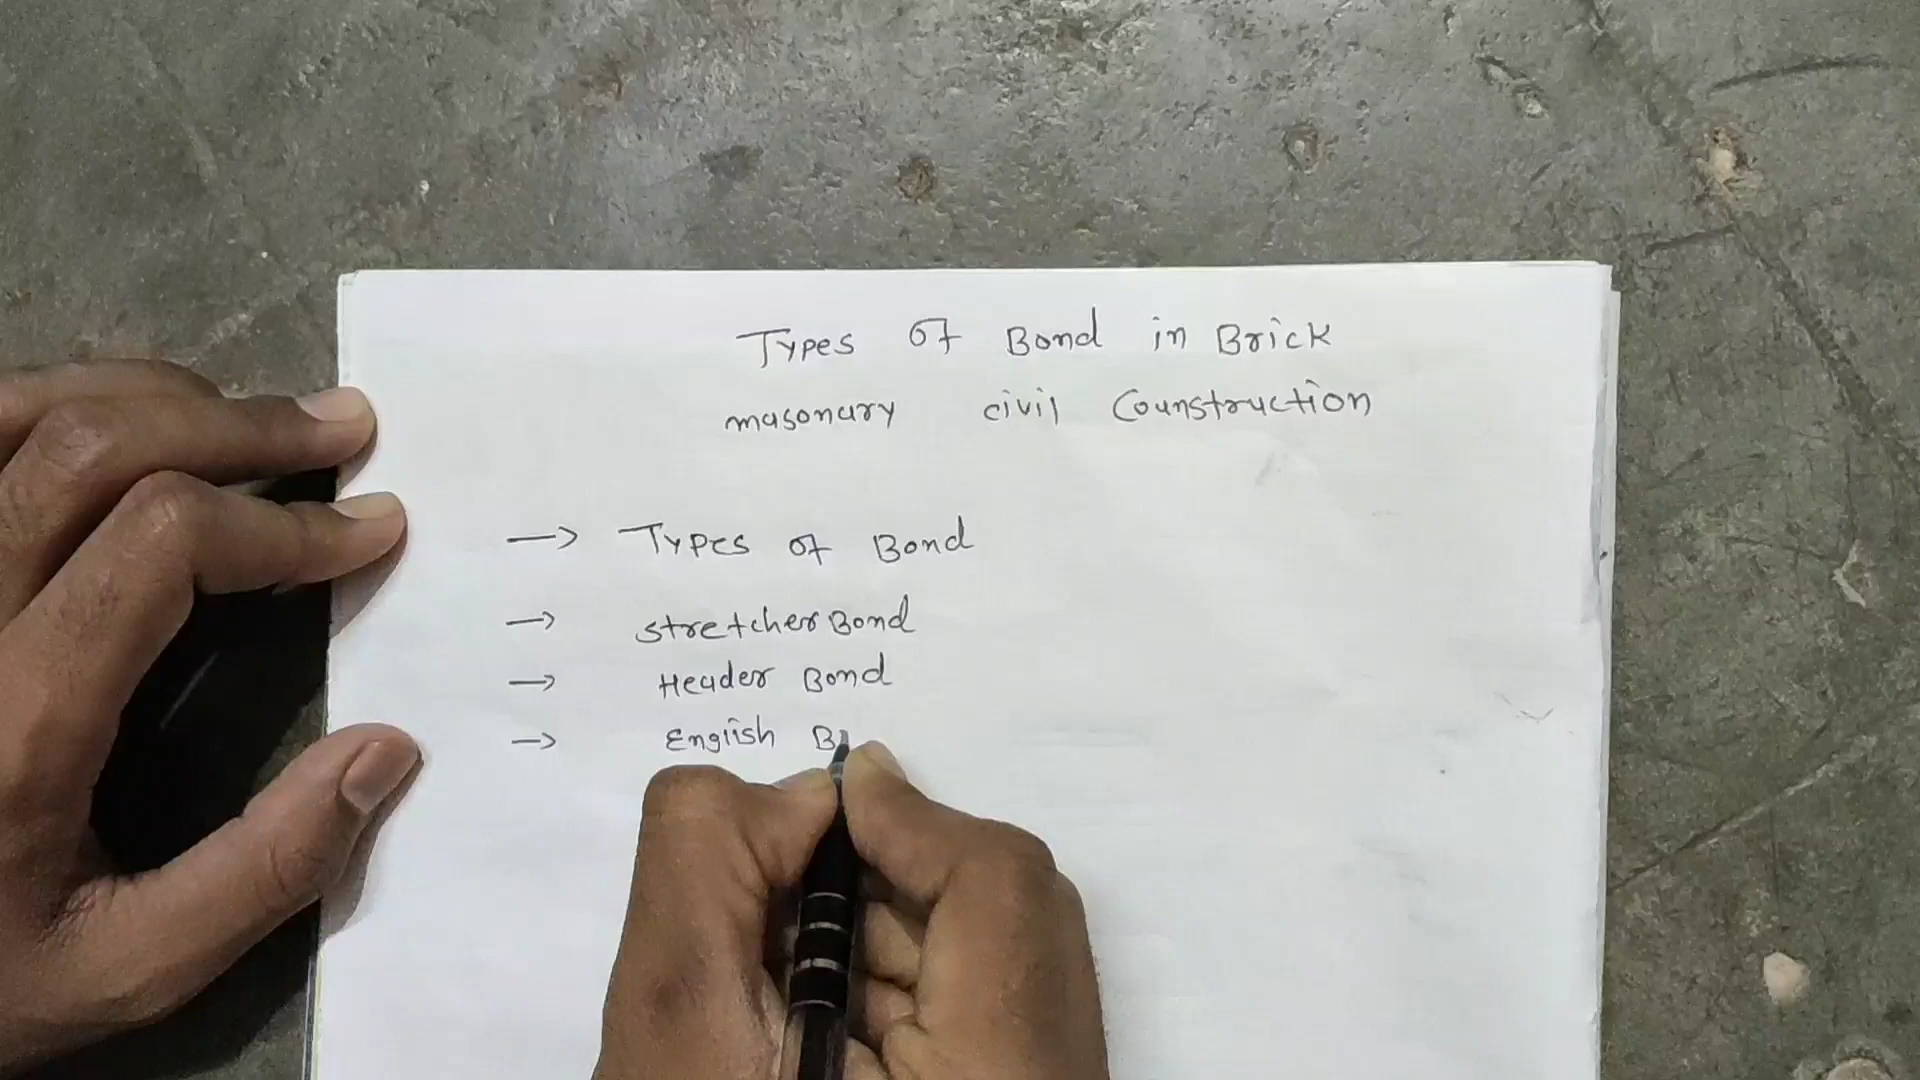 Types of Bond in Brick
masonary civil Counstruction
→ Types of Bond
→ Stretcher Bond
→ Header Bond
→ English B